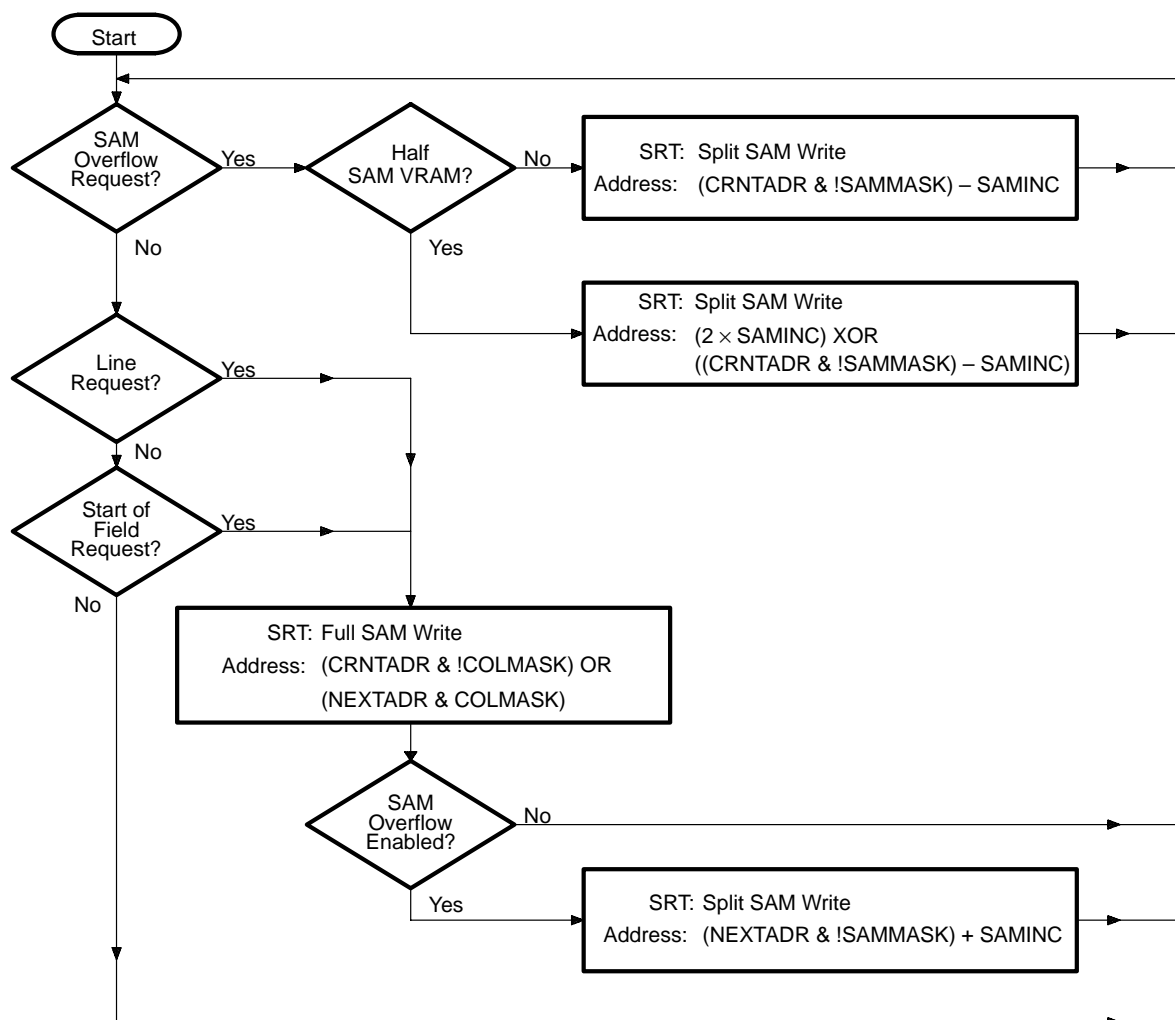 Start
SAM
Overflow
Request?
Yes
No
Half
SAM VRAM?
No
Yes
SRT: Split SAM Write
Address: (CRNTADR & !SAMMASK) – SAMINC
SRT: Split SAM Write
Address: (2 × SAMINC) XOR
((CRNTADR & !SAMMASK) – SAMINC)
Line
Request?
Yes
No
Start of
Field
Request?
Yes
No
SRT: Full SAM Write
Address: (CRNTADR & !COLMASK) OR
(NEXTADR & COLMASK)
SAM
Overflow
Enabled?
No
Yes
SRT: Split SAM Write
Address: (NEXTADR & !SAMMASK) + SAMINC